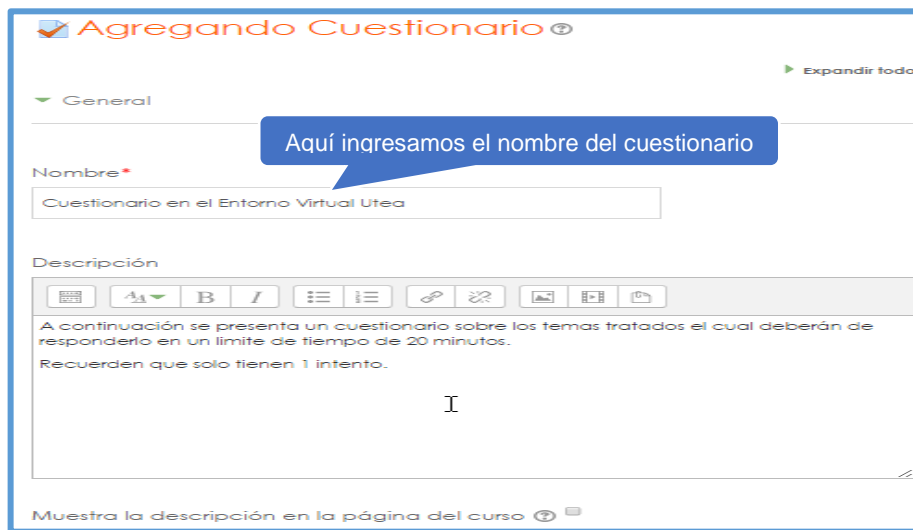 Agregando Cuestionario
Expandir todo
General
Aquí ingresamos el nombre del cuestionario
Nombre*
Cuestionario en el Entorno Virtual Utea
Descripción
A continuación se presenta un cuestionario sobre los temas tratados el cual deberán de
responderlo en un límite de tiempo de 20 minutos.
Recuerden que solo tienen 1 intento.
Muestra la descripción en la página del curso